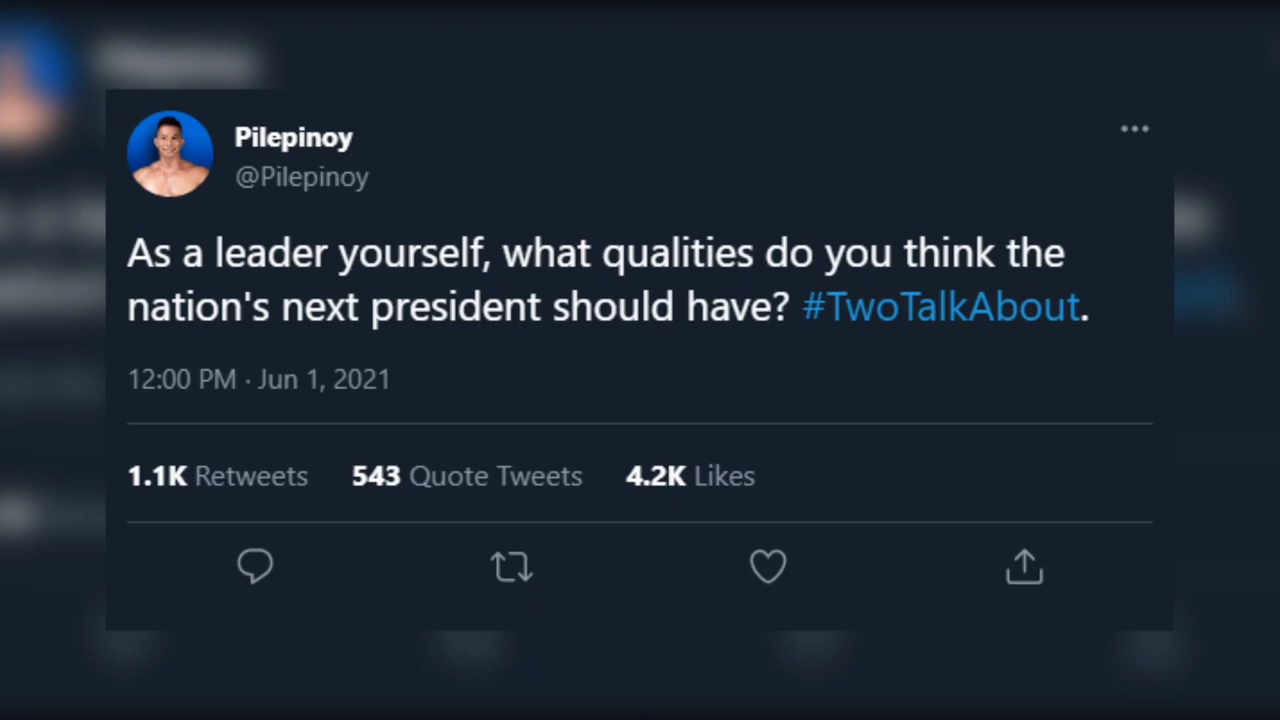 Pilepinoy
@Pilepinoy
As a leader yourself, what qualities do you think the
nation's next president should have? #TwoTalkAbout.
12:00 PM · Jun 1, 2021
1.1K Retweets 543 Quote Tweets 4.2K Likes